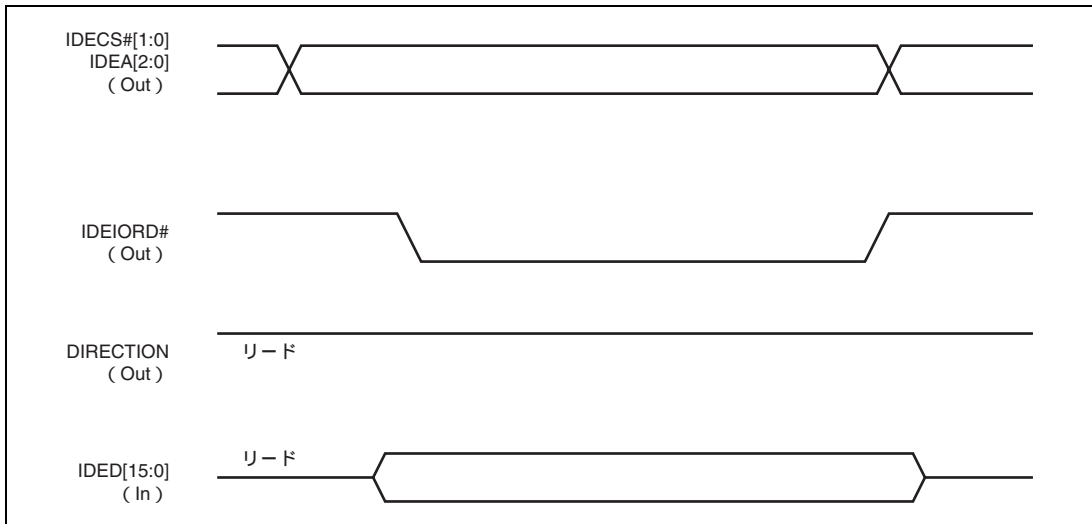 IDECS#[1:0]
IDEA[2:0]
（Out）
IDEIORD#
（Out）
DIRECTION
（Out）
リード
IDED[15:0]
（In）
リード